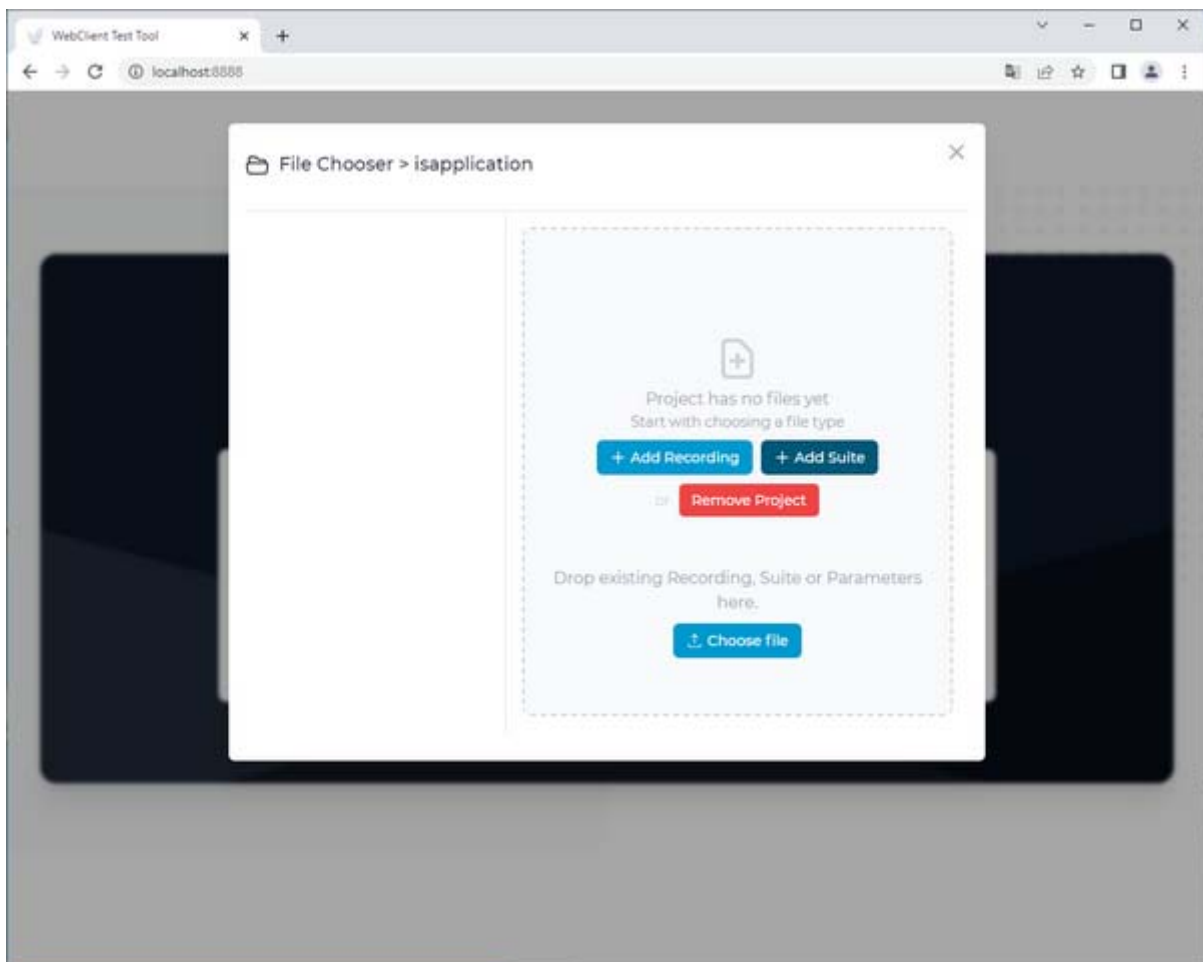 WebClient Test Tool
localhost:8888
File Chooser > isapplication
Project has no files yet
Start with choosing a file type
+ Add Recording + Add Suite
or Remove Project
Drop existing Recording, Suite or Parameters
here.
Choose file